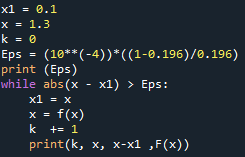 x1 = 0.1
x = 1.3
k = 0
Eps = (10**(-4))*((1-0.196)/0.196)
print (Eps)
while abs(x - x1) > Eps:
    x1 = x
    x = f(x)
    k  += 1
    print(k, x, x-x1 ,F(x))